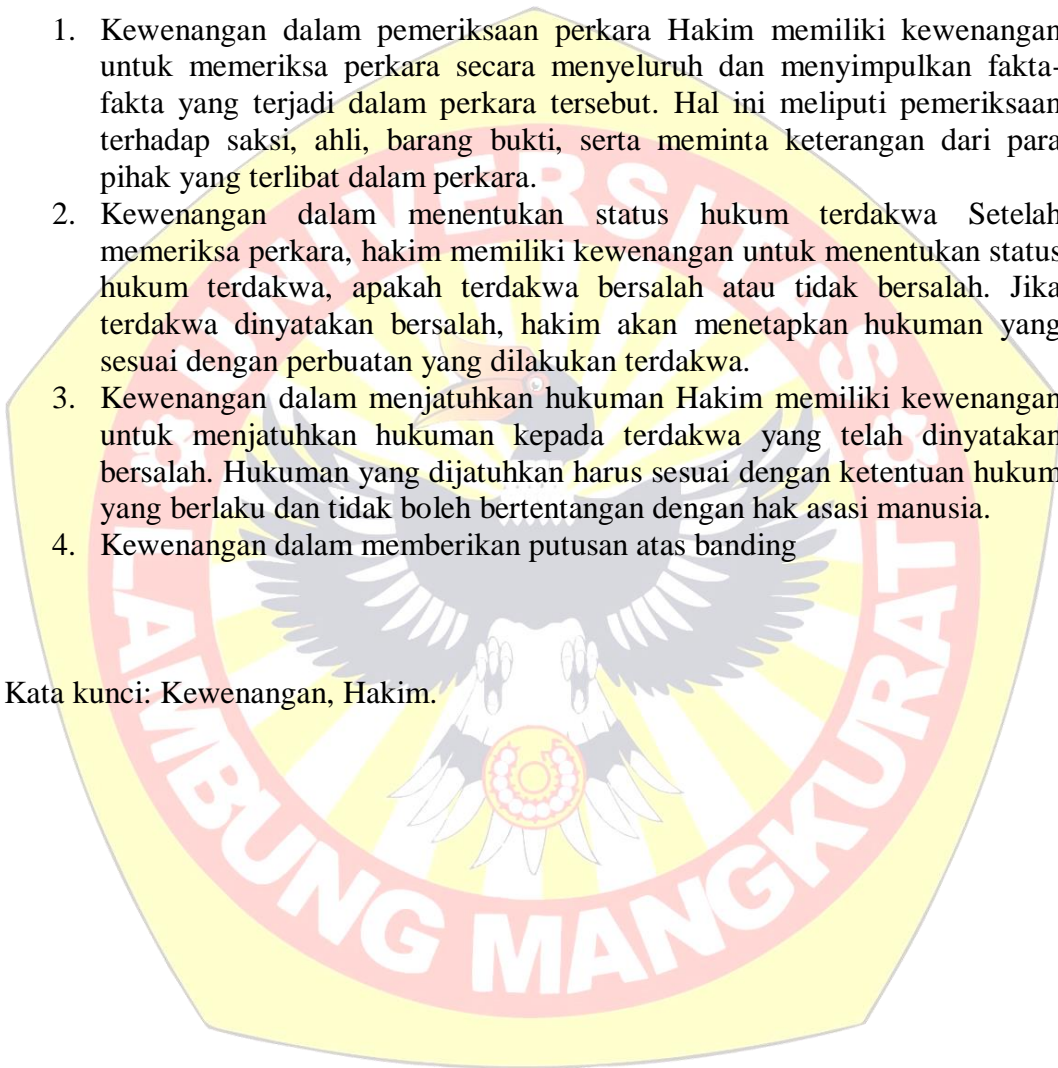 1. Kewenangan dalam pemeriksaan perkara Hakim memiliki kewenangan
untuk memeriksa perkara secara menyeluruh dan menyimpulkan fakta-
fakta yang terjadi dalam perkara tersebut. Hal ini meliputi pemeriksaan
terhadap saksi, ahli, barang bukti, serta meminta keterangan dari para
pihak yang terlibat dalam perkara.
2. Kewenangan dalam menentukan status hukum terdakwa Setelah
memeriksa perkara, hakim memiliki kewenangan untuk menentukan status
hukum terdakwa, apakah terdakwa bersalah atau tidak bersalah. Jika
terdakwa dinyatakan bersalah, hakim akan menetapkan hukuman yang
sesuai dengan perbuatan yang dilakukan terdakwa.
3. Kewenangan dalam menjatuhkan hukuman Hakim memiliki kewenangan
untuk menjatuhkan hukuman kepada terdakwa yang telah dinyatakan
bersalah. Hukuman yang dijatuhkan harus sesuai dengan ketentuan hukum
yang berlaku dan tidak boleh bertentangan dengan hak asasi manusia.
4. Kewenangan dalam memberikan putusan atas banding
Kata kunci: Kewenangan, Hakim.
UNIVERSITAS
LAMBUNG MANGKURAT